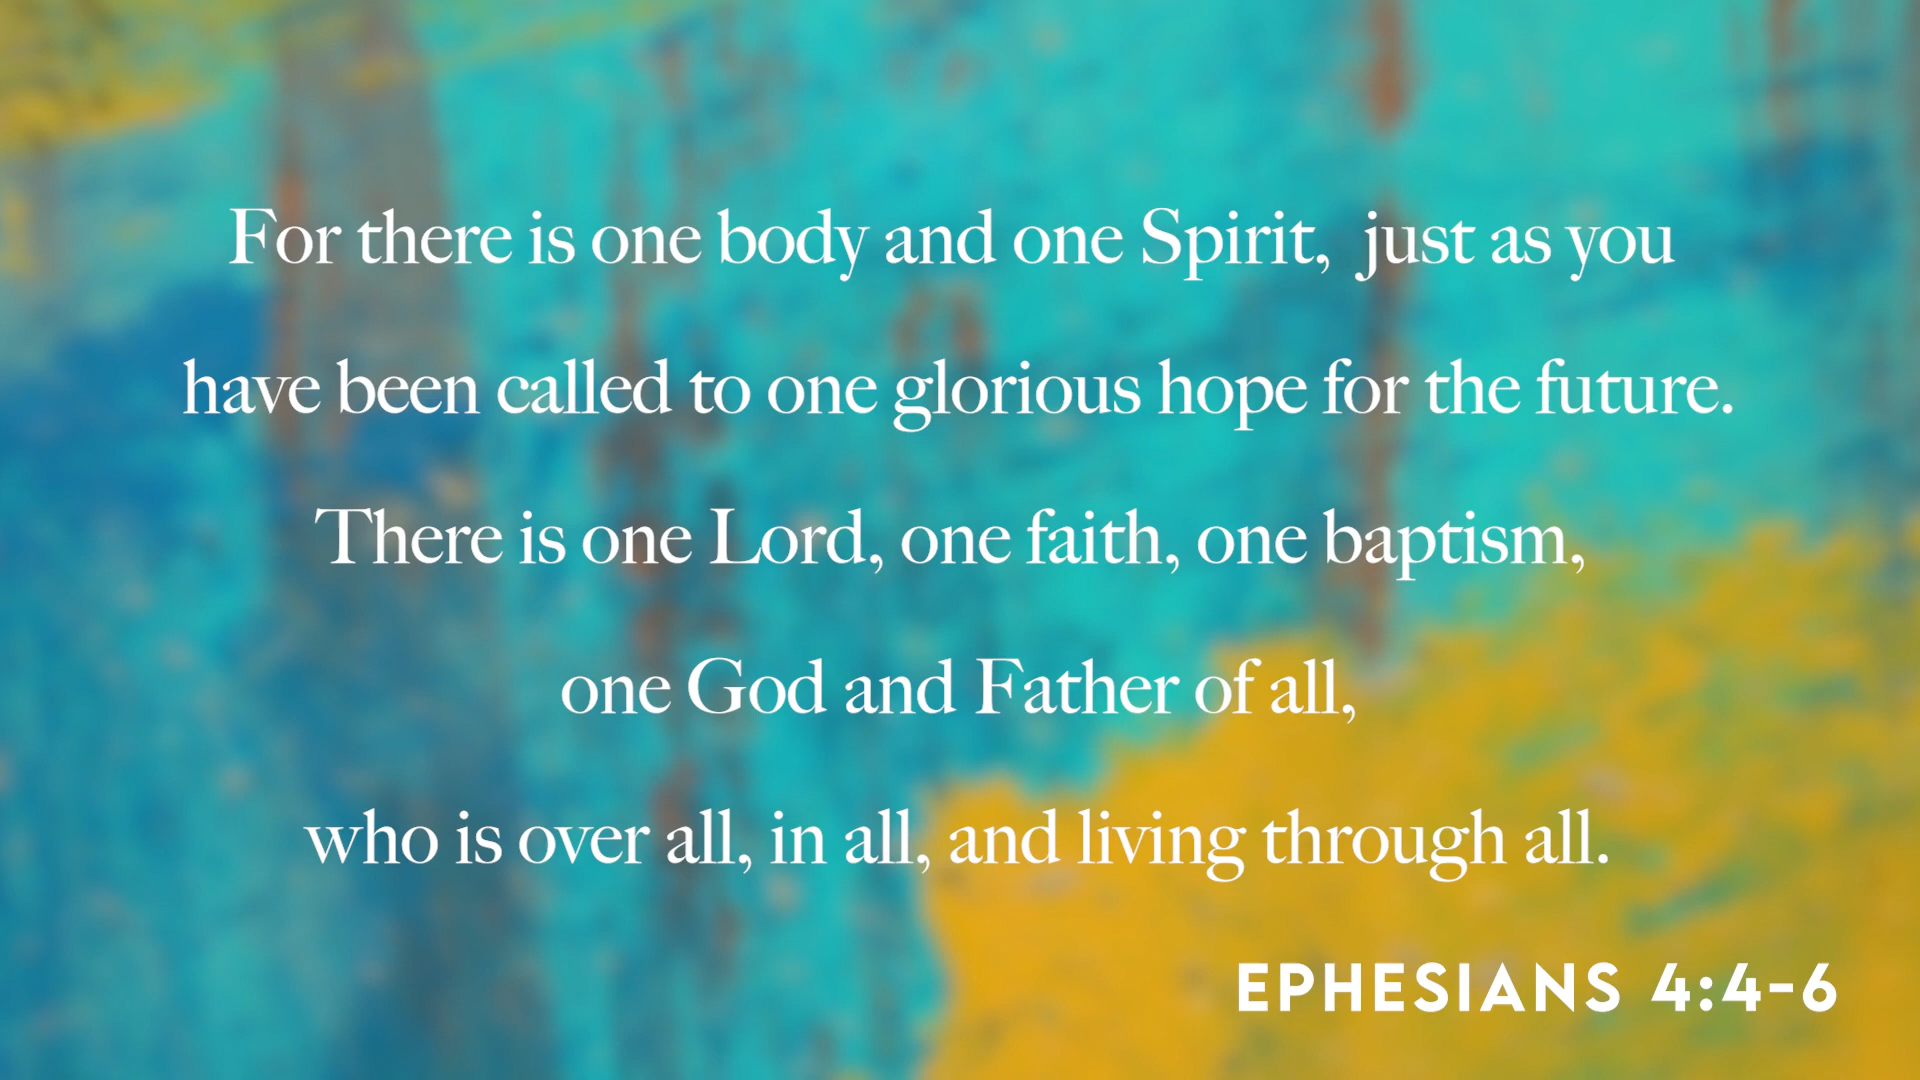 For there is one body and one Spirit,  just as you
have been called to one glorious hope for the future.
There is one Lord, one faith, one baptism,
one God and Father of all,
who is over all, in all, and living through all.
EPHESIANS 4:4-6